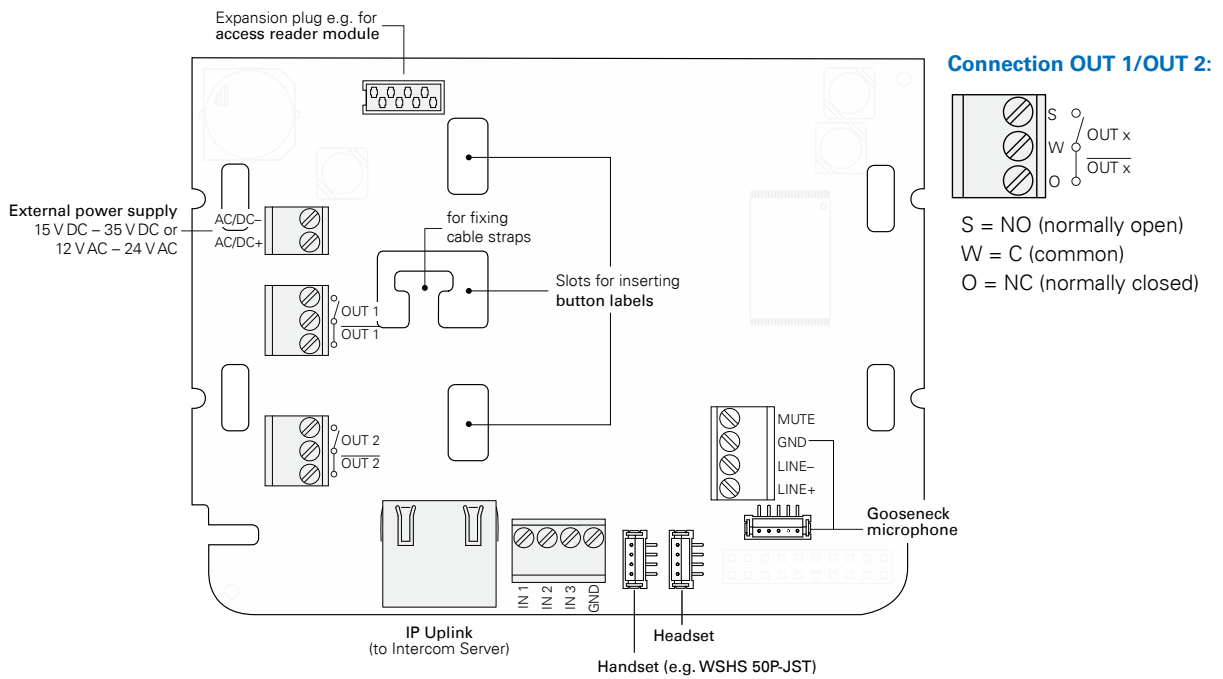 Expansion plug e.g. for
access reader module
Connection OUT 1/OUT 2:
S
OUT x
W
OUT x
O
S = NO (normally open)
W = C (common)
O = NC (normally closed)
External power supply
15 V DC – 35 V DC or
12 V AC – 24 V AC
AC/DC–
AC/DC+
for fixing
cable straps
Slots for inserting
button labels
OUT 1
OUT 1
OUT 2
OUT 2
MUTE
GND
LINE–
LINE+
Gooseneck
microphone
IN 1
IN 2
IN 3
GND
IP Uplink
(to Intercom Server)
Headset
Handset (e.g. WSHS 50P-JST)